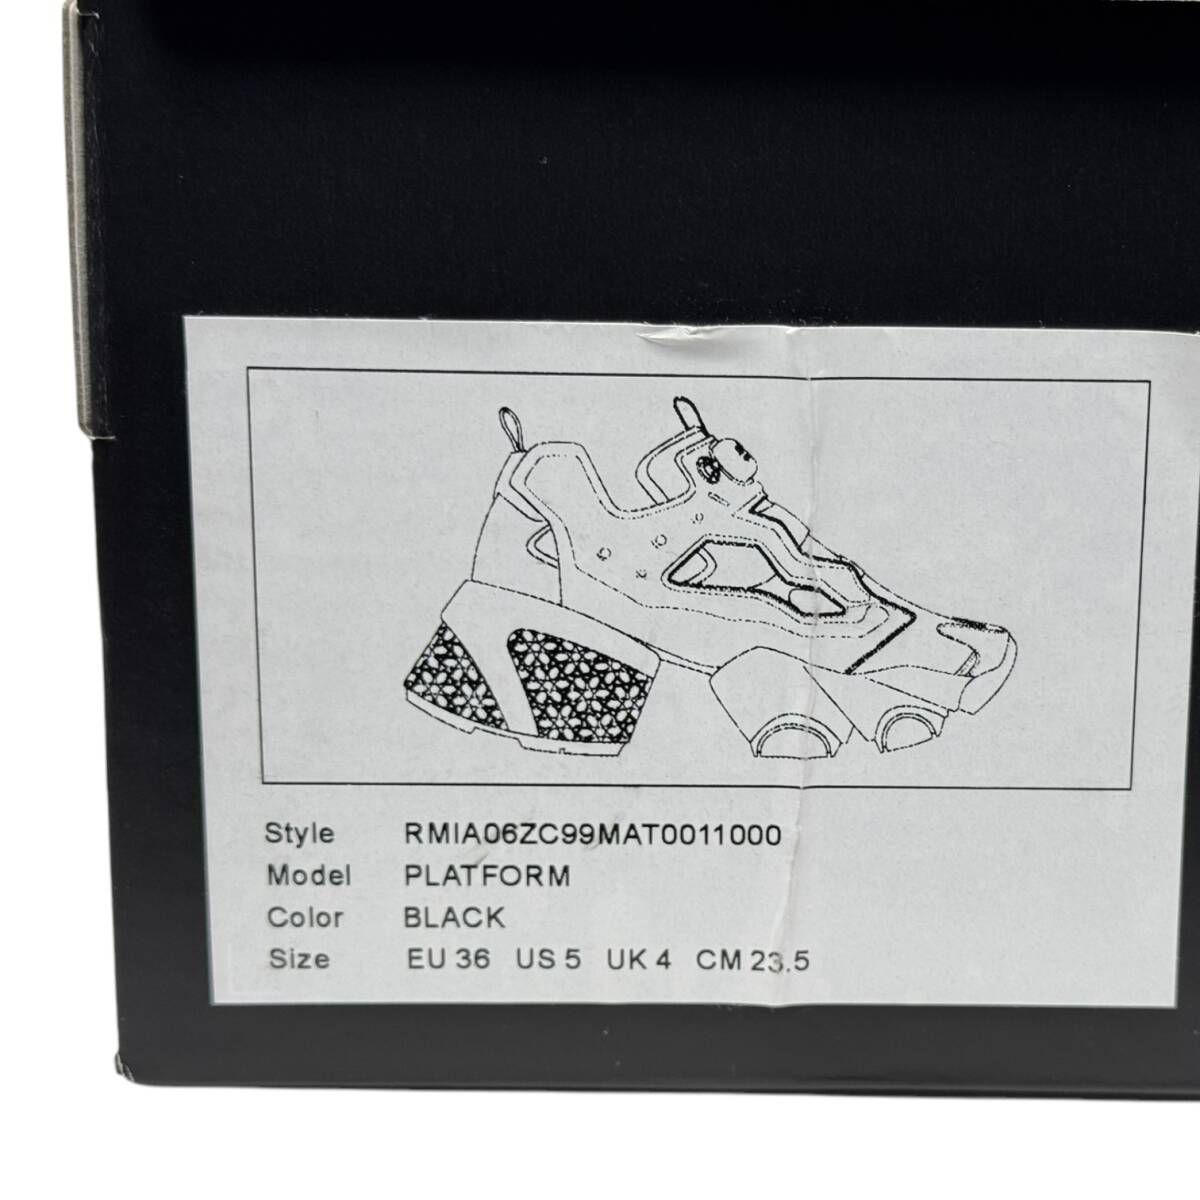 Style RMIA06ZC99MAT0011000
Model PLATFORM
Color BLACK
Size EU 36 US 5 UK 4 CM 23.5